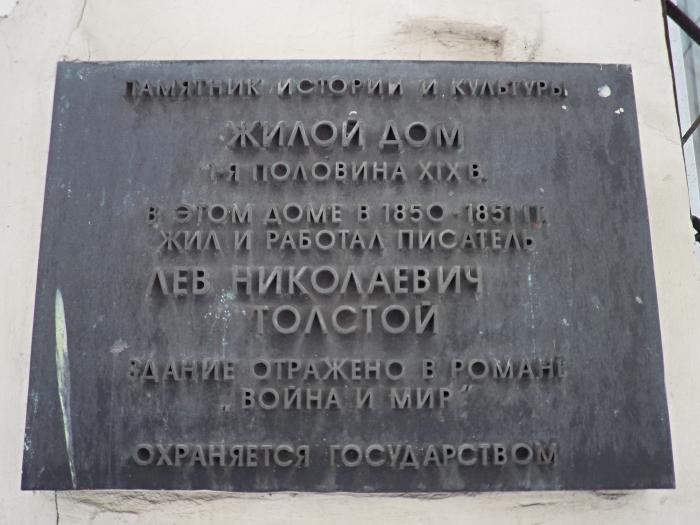 ПАМЯТНИК ИСТОРИИ И КУЛЬТУРЫ
ЖИЛОЙ ДОМ
1-Я ПОЛОВИНА XIX В.
В ЭТОМ ДОМЕ В 1850-1851 ГГ.
ЖИЛ И РАБОТАЛ ПИСАТЕЛЬ
ЛЕВ НИКОЛАЕВИЧ
ТОЛСТОЙ
ЗДАНИЕ ОТРАЖЕНО В РОМАНЕ
„ВОЙНА И МИР"
ОХРАНЯЕТСЯ ГОСУДАРСТВОМ